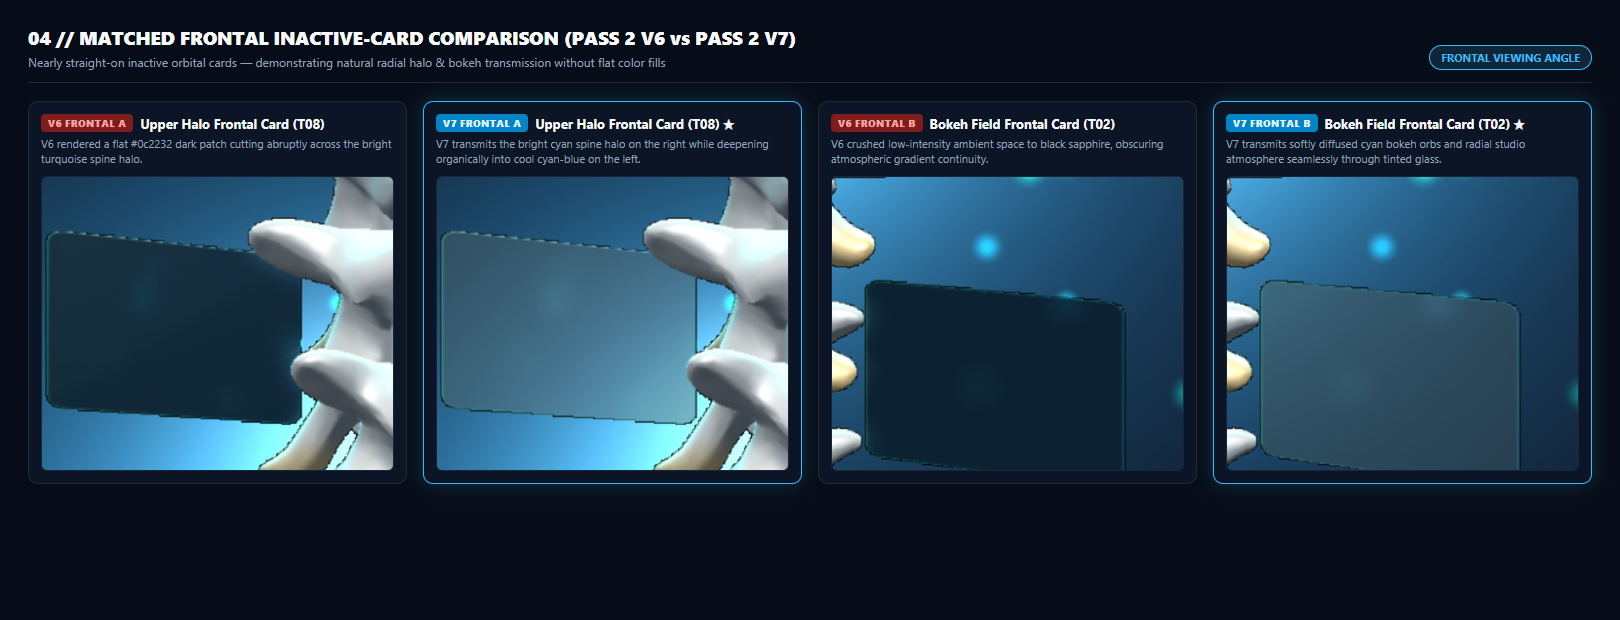 04 // MATCHED FRONTAL INACTIVE-CARD COMPARISON (PASS 2 V6 vs PASS 2 V7)
Nearly straight-on inactive orbital cards — demonstrating natural radial halo & bokeh transmission without flat color fills
FRONTAL VIEWING ANGLE
V6 FRONTAL A Upper Halo Frontal Card (T08)
V6 rendered a flat #0c2232 dark patch cutting abruptly across the bright
turquoise spine halo.
V7 FRONTAL A Upper Halo Frontal Card (T08) ★
V7 transmits the bright cyan spine halo on the right while deepening
organically into cool cyan-blue on the left.
V6 FRONTAL B Bokeh Field Frontal Card (T02)
V6 crushed low-intensity ambient space to black sapphire, obscuring
atmospheric gradient continuity.
V7 FRONTAL B Bokeh Field Frontal Card (T02) ★
V7 transmits softly diffused cyan bokeh orbs and radial studio
atmosphere seamlessly through tinted glass.